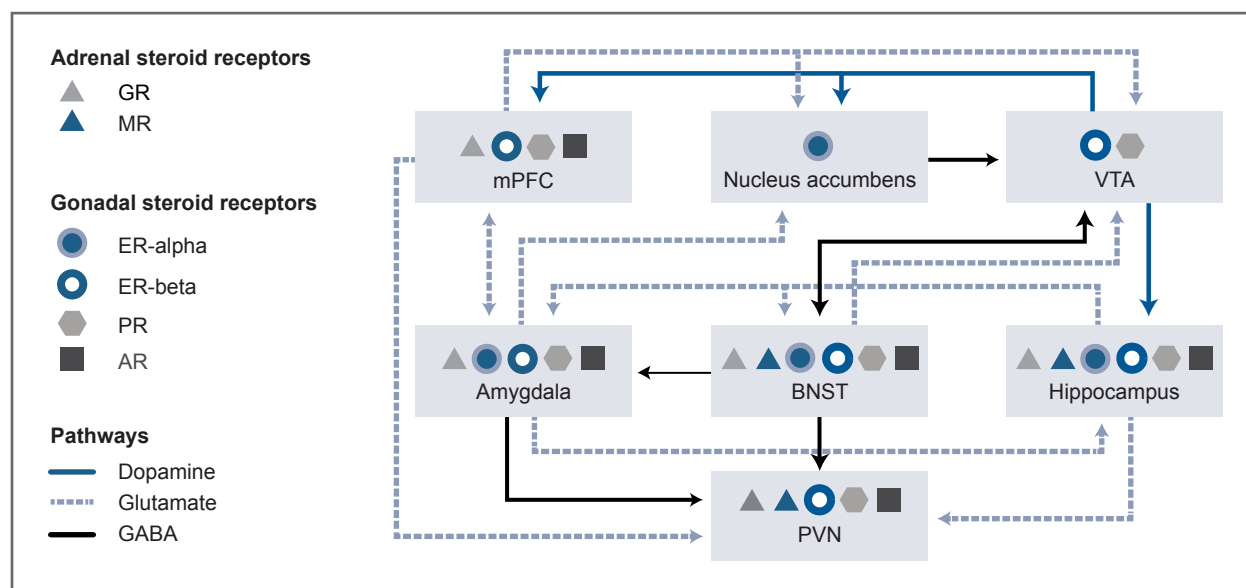 Adrenal steroid receptors
GR
MR
Gonadal steroid receptors
ER-alpha
ER-beta
PR
AR
Pathways
Dopamine
Glutamate
GABA
mPFC
Nucleus accumbens
VTA
Amygdala
BNST
Hippocampus
PVN